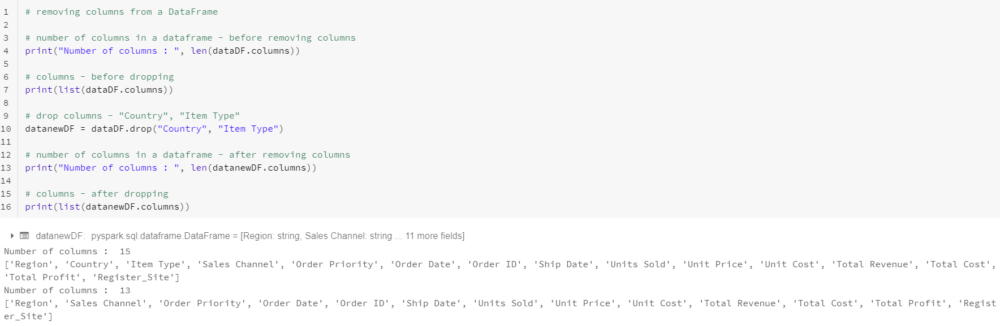 1 # removing columns from a DataFrame
2
3 # number of columns in a dataframe - before removing columns
4 print("Number of columns : ", len(dataDF.columns))
5
6 # columns - before dropping
7 print(list(dataDF.columns))
8
9 # drop columns - "Country", "Item Type"
10 datanewDF = dataDF.drop("Country", "Item Type")
11
12 # number of columns in a dataframe - after removing columns
13 print("Number of columns : ", len(datanewDF.columns))
14
15 # columns - after dropping
16 print(list(datanewDF.columns))
datanewDF: pyspark.sql.dataframe.DataFrame = [Region: string, Sales Channel: string ... 11 more fields]
Number of columns :  15
['Region', 'Country', 'Item Type', 'Sales Channel', 'Order Priority', 'Order Date', 'Order ID', 'Ship Date', 'Units Sold', 'Unit Price', 'Unit Cost', 'Total Revenue', 'Total Cost',
'Total Profit', 'Register_Site']
Number of columns :  13
['Region', 'Sales Channel', 'Order Priority', 'Order Date', 'Order ID', 'Ship Date', 'Units Sold', 'Unit Price', 'Unit Cost', 'Total Revenue', 'Total Cost', 'Total Profit', 'Regist
er_Site']